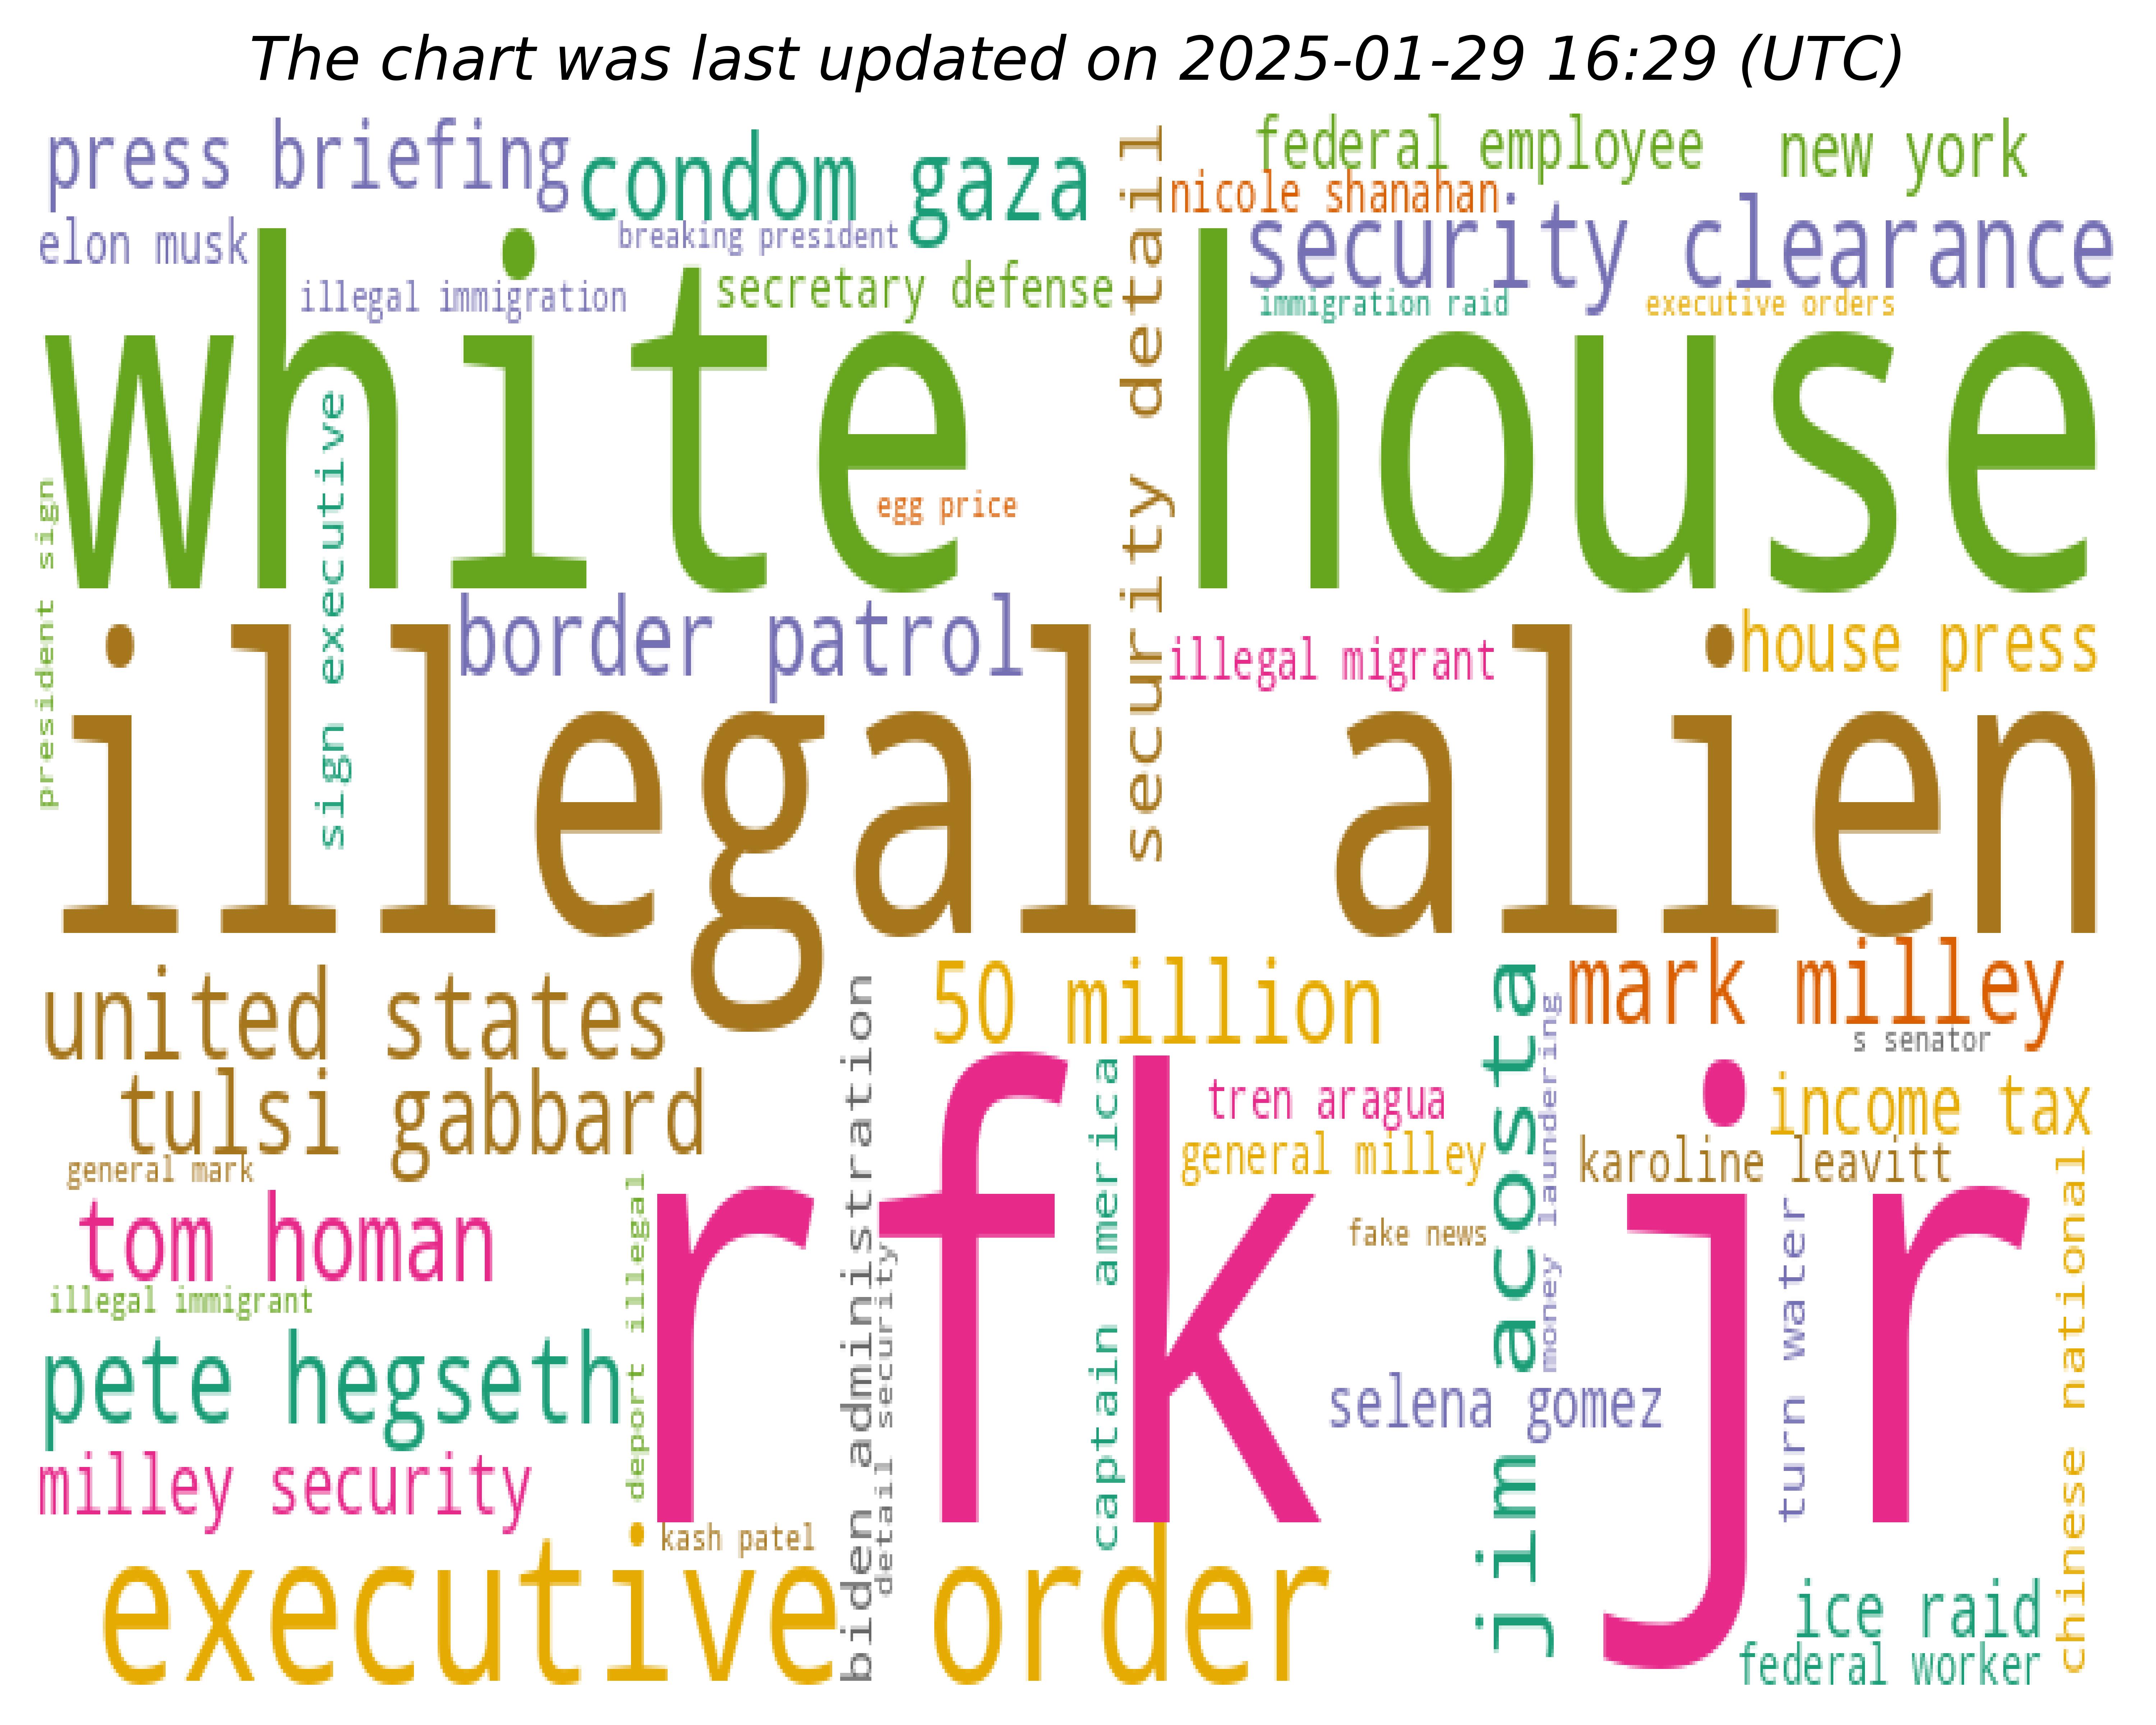 The chart was last updated on 2025-01-29 16:29 (UTC)
press briefing
condom gaza
security detail
federal employee
new york
nicole shanahan
elon musk
breaking president
security clearance
illegal immigration
secretary defense
immigration raid
executive orders
white house
sign executive
president sign
egg price
border patrol
illegal migrant
house press
illegal alien
united states
50 million
mark milley
s senator
jim acosta
money laundering
tulsi gabbard
biden administration
captain america
tren aragua
income tax
general milley
karoline leavitt
general mark
tom homan
deport illegal
rfk jr
fake news
turn water
chinese national
detail security
illegal immigrant
pete hegseth
selena gomez
milley security
kash patel
executive order
ice raid
federal worker